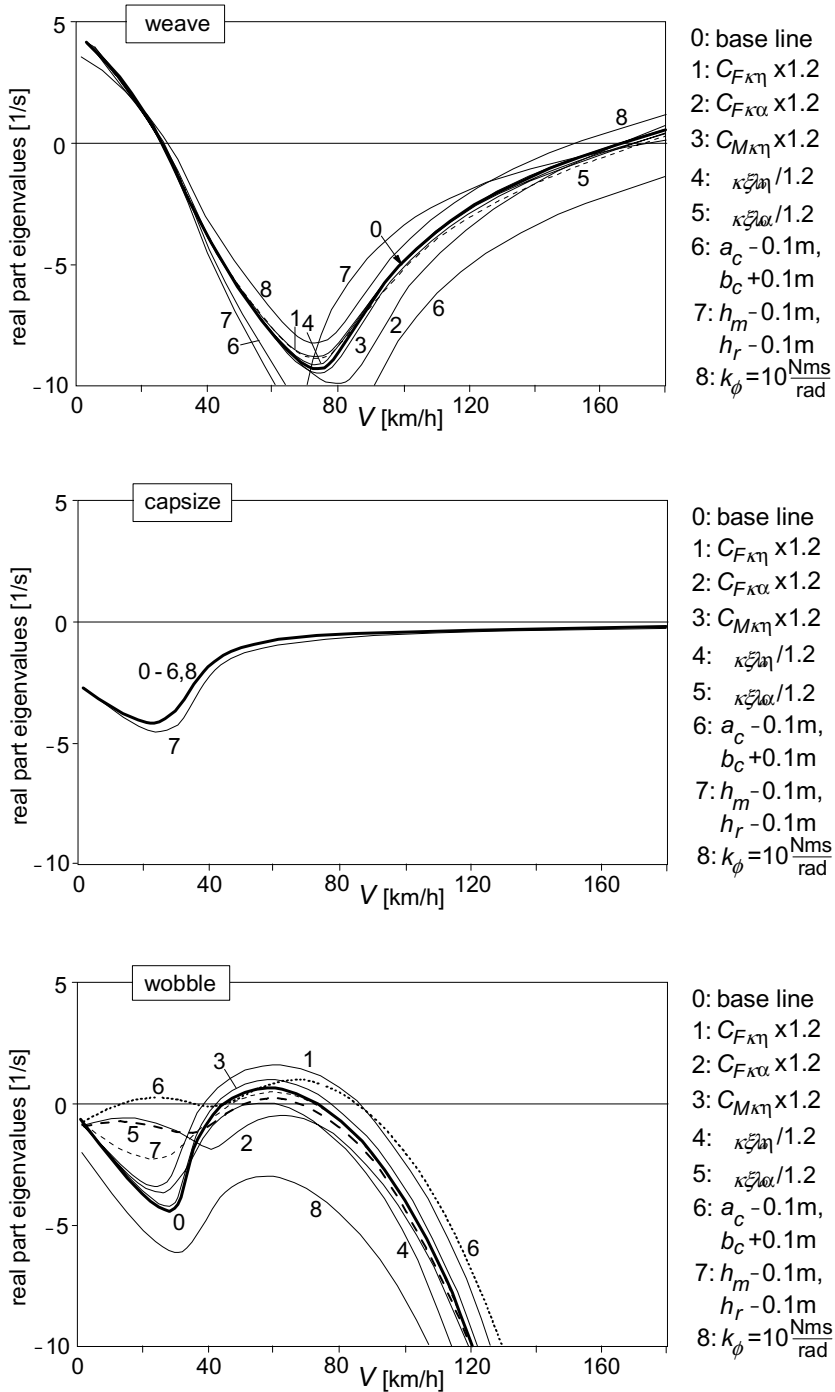 weave
5
0
-5
-10
real part eigenvalues [1/s]
0 40 80 120 160
V [km/h]
8
7
6
1
4
3
2
6
7
0
5
8
0: base line
1: C_Fκη x1.2
2: C_Fκα x1.2
3: C_Mκη x1.2
4: /1.2
5: /1.2
6: a_c -0.1m,
b_c +0.1m
7: h_m -0.1m,
h_r -0.1m
8: k_ϕ =10 Nms/rad
capsize
5
0
-5
-10
real part eigenvalues [1/s]
0 40 80 120 160
V [km/h]
0-6,8
7
0: base line
1: C_Fκη x1.2
2: C_Fκα x1.2
3: C_Mκη x1.2
4: /1.2
5: /1.2
6: a_c -0.1m,
b_c +0.1m
7: h_m -0.1m,
h_r -0.1m
8: k_ϕ =10 Nms/rad
wobble
5
0
-5
-10
real part eigenvalues [1/s]
0 40 80 120 160
V [km/h]
6
3
1
5
7
2
0
8
4
6
0: base line
1: C_Fκη x1.2
2: C_Fκα x1.2
3: C_Mκη x1.2
4: /1.2
5: /1.2
6: a_c -0.1m,
b_c +0.1m
7: h_m -0.1m,
h_r -0.1m
8: k_ϕ =10 Nms/rad